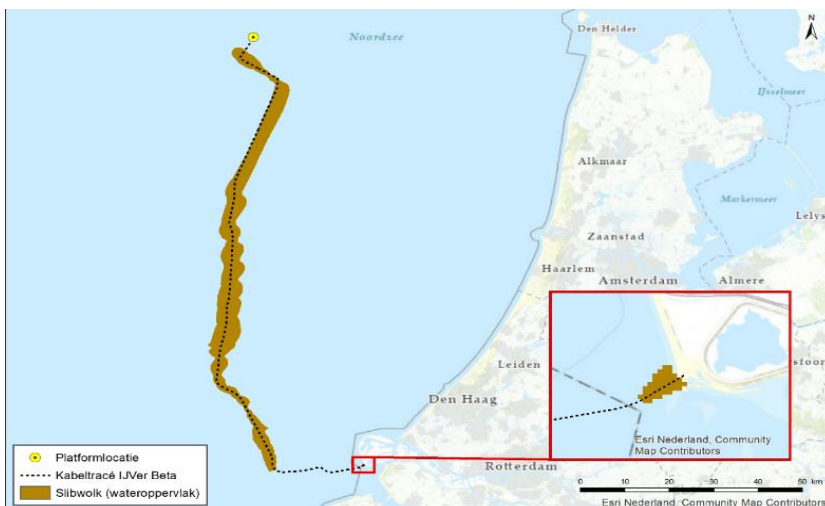 Noordzee
Den Helder
N
IJsselmeer
Alkmaar
Markermeer
Lelys
Zaanstad
Haarlem
Amsterdam
Almere
Leiden
sfoor
Den Haag
Esri Nederland, Community
Map Contributors
Rotterdam
Platformlocatie
Kabeltracé IJVer Beta
Slibwolk (wateroppervlak)
0 10 20 30 40 50 km
Esri Nederland, Community Map Contributors